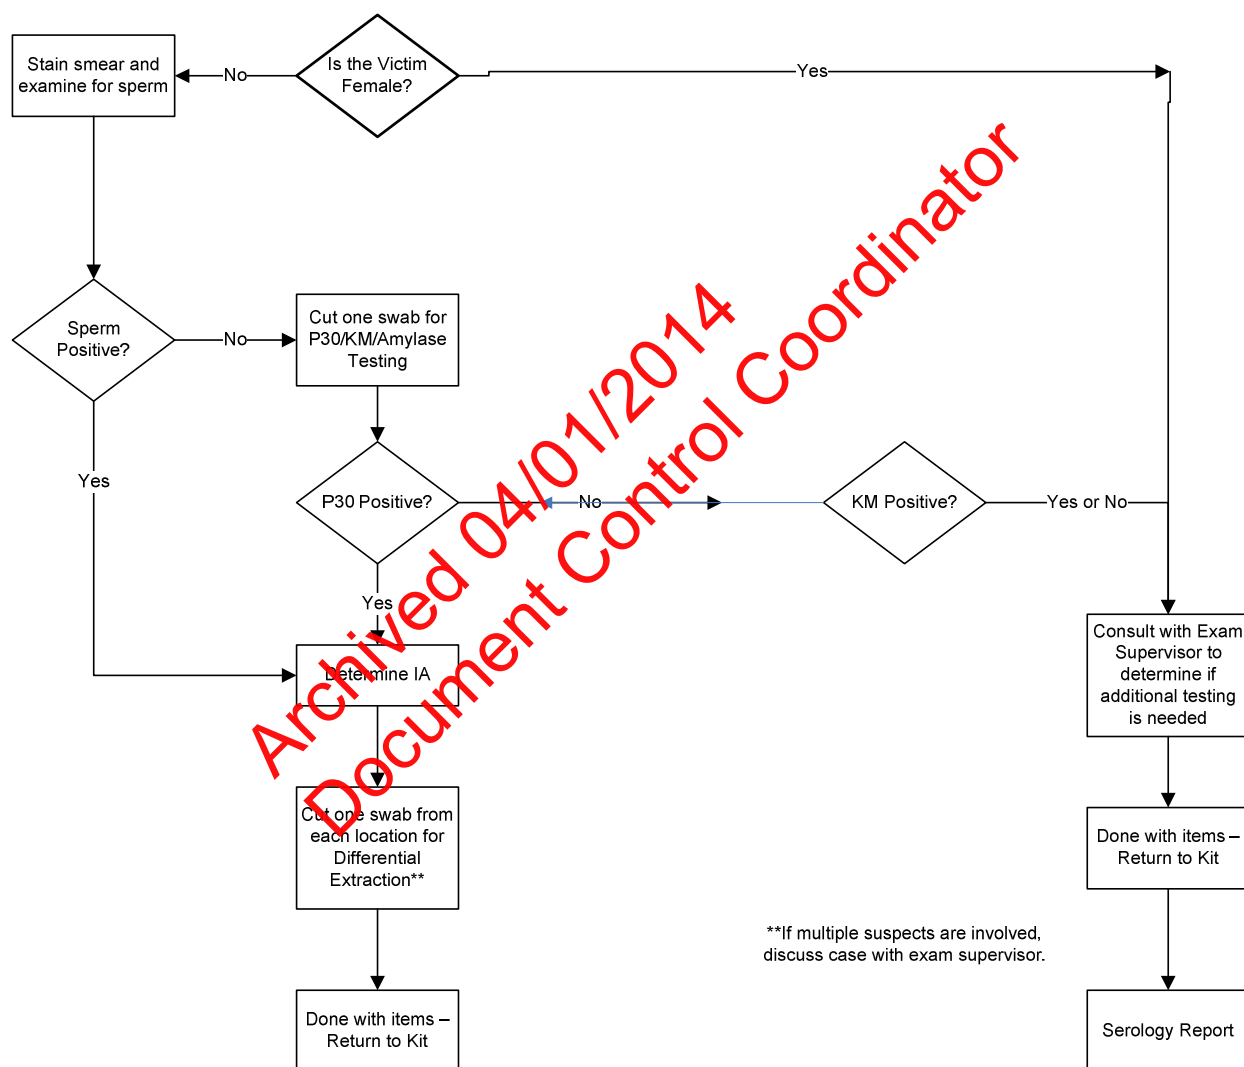 Stain smear and
examine for sperm
No
Is the Victim
Female?
Yes
Sperm
Positive?
No
Cut one swab for
P30/KM/Amylase
Testing
Yes
P30 Positive?
No
KM Positive?
Yes or No
Yes
Determine IA
Consult with Exam
Supervisor to
determine if
additional testing
is needed
Cut one swab from
each location for
Differential
Extraction**
Done with items –
Return to Kit
**If multiple suspects are involved,
discuss case with exam supervisor.
Done with items –
Return to Kit
Serology Report
Archived 04/01/2014
Document Control Coordinator